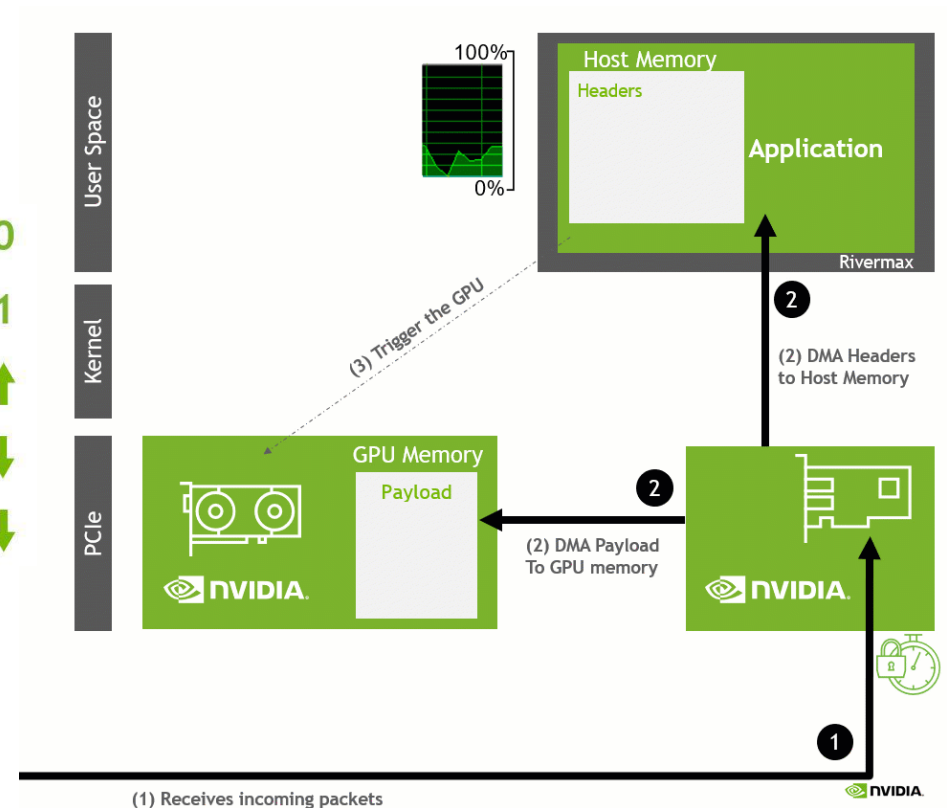 User Space
100%
0%
Host Memory
Headers
Application
Rivermax
0
1
Kernel
(3) Trigger the GPU
2
(2) DMA Headers
to Host Memory
PCIe
GPU Memory
Payload
NVIDIA.
2
(2) DMA Payload
To GPU memory
NVIDIA.
1
(1) Receives incoming packets
NVIDIA.